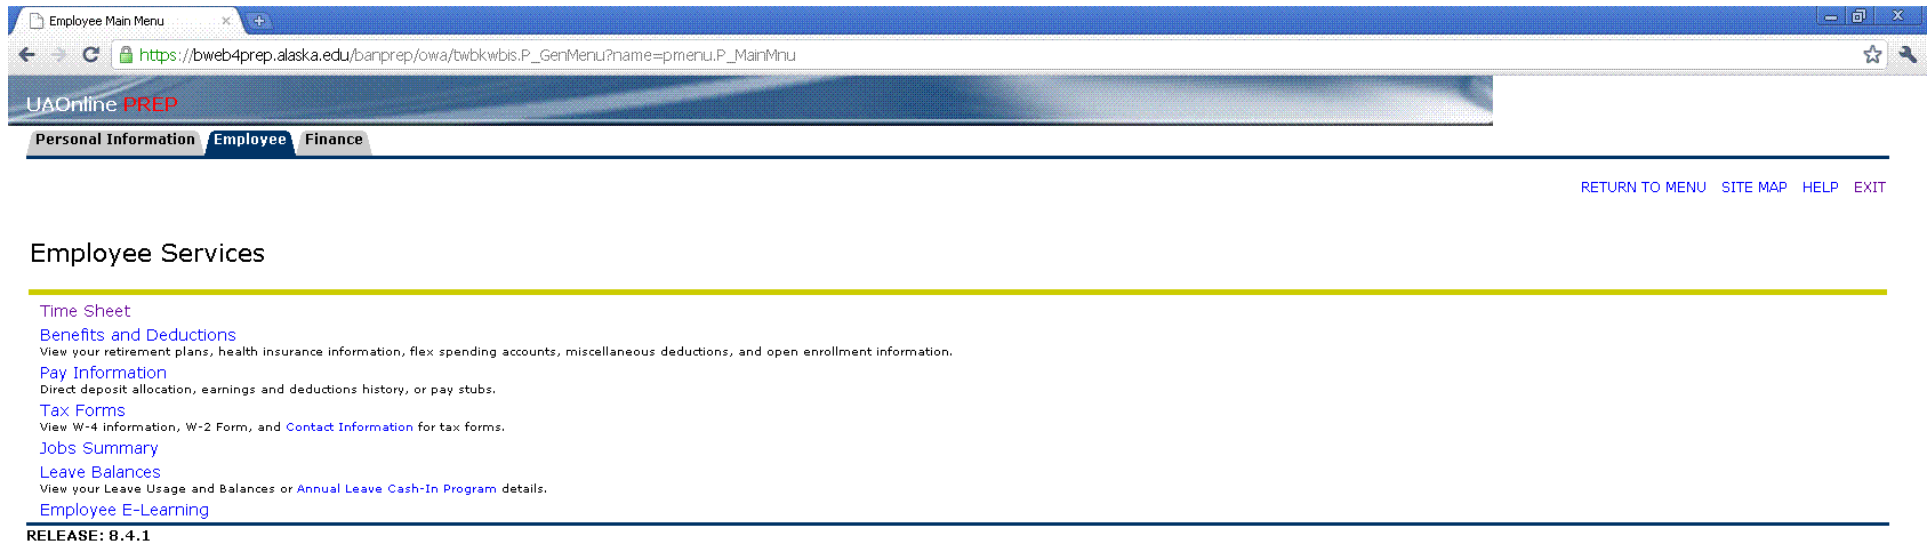 Employee Main Menu
https://bweb4prep.alaska.edu/banprep/owa/twbkwbis.P_GenMenu?name=pmenu.P_MainMnu
UAOnline PREP
Personal Information Employee Finance
RETURN TO MENU SITE MAP HELP EXIT
Employee Services
Time Sheet
Benefits and Deductions
View your retirement plans, health insurance information, flex spending accounts, miscellaneous deductions, and open enrollment information.
Pay Information
Direct deposit allocation, earnings and deductions history, or pay stubs.
Tax Forms
View W-4 information, W-2 Form, and Contact Information for tax forms.
Jobs Summary
Leave Balances
View your Leave Usage and Balances or Annual Leave Cash-In Program details.
Employee E-Learning
RELEASE: 8.4.1